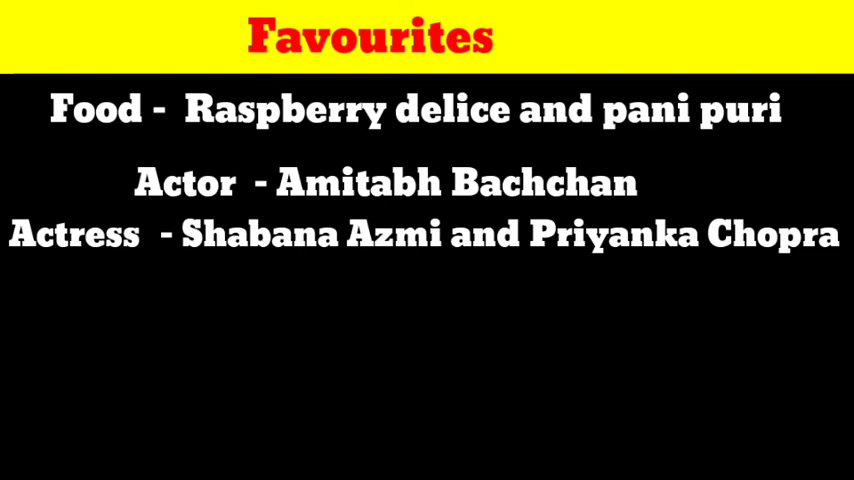 Favourites
Food - Raspberry delice and pani puri
Actor - Amitabh Bachchan
Actress - Shabana Azmi and Priyanka Chopra